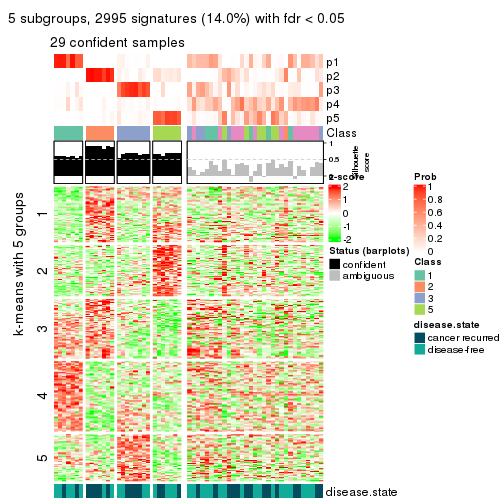 5 subgroups, 2995 signatures (14.0%) with fdr < 0.05
29 confident samples
p1
p2
p3
p4
p5
Class
1
0.5
0
Silhouette
score
k-means with 5 groups
1
2
3
4
5
z-score
2
1
0
-1
-2
Status (barplots)
confident
ambiguous
Prob
1
0.8
0.6
0.4
0.2
0
Class
1
2
3
5
disease.state
cancer recurred
disease-free
disease.state